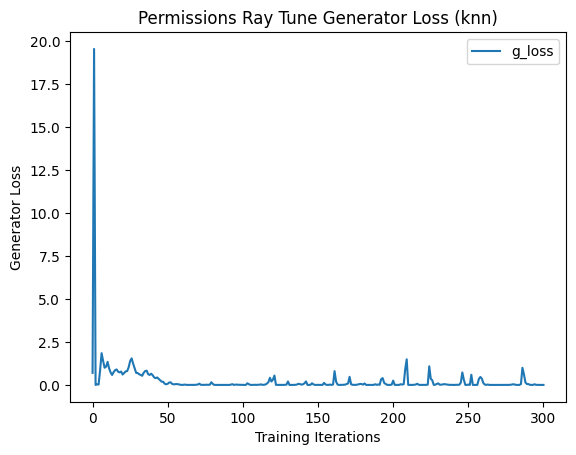 Permissions Ray Tune Generator Loss (knn)
g_loss
20.0
17.5
15.0
12.5
10.0
7.5
5.0
2.5
0.0
Generator Loss
0 50 100 150 200 250 300
Training Iterations